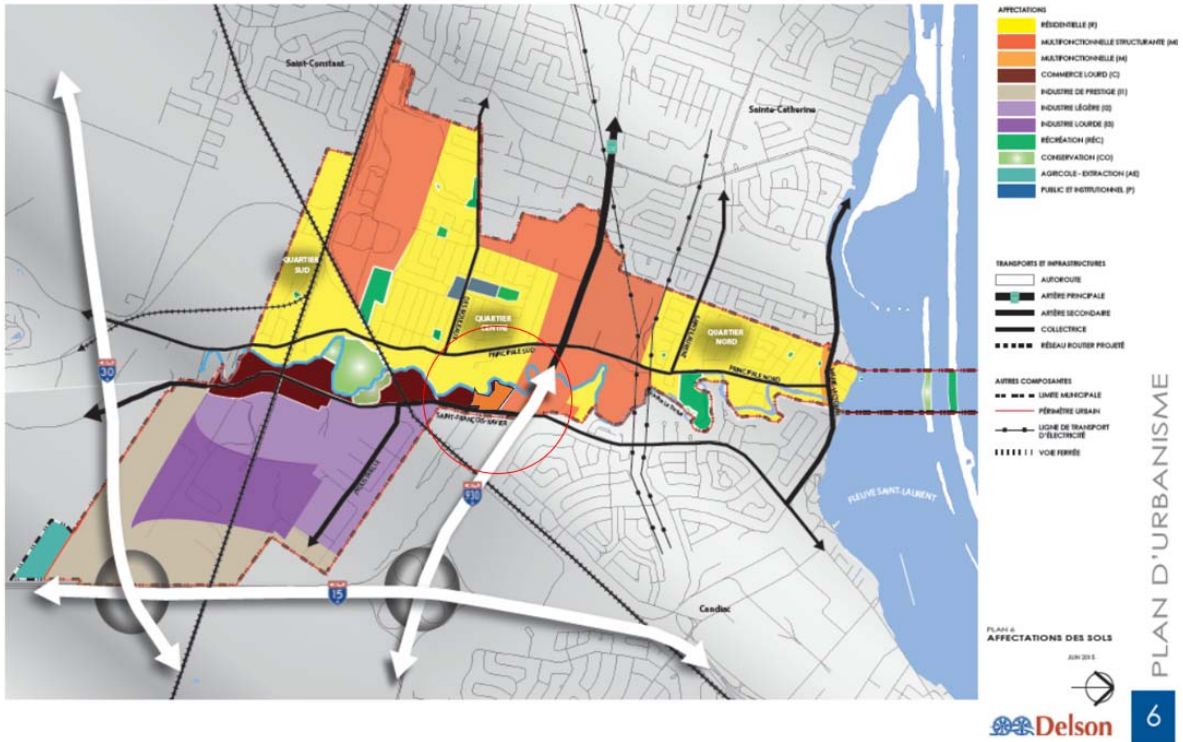 Saint-Constant
Sainte-Catherine
QUARTIER
SUD
QUARTIER
CENTRE
QUARTIER
NORD
PRINCIPALE SUD
PRINCIPALE NORD
SAINT-FRANÇOIS-XAVIER
30
930
15
Candiac
FLEUVE SAINT-LAURENT
AFFECTATIONS
RÉSIDENTIELLE (R)
MULTIFONCTIONNELLE STRUCTURANTE (MS
MULTIFONCTIONNELLE (M)
COMMERCE LOURD (C)
INDUSTRIE DE PRESTIGE (I1)
INDUSTRIE LÉGÈRE (I2)
INDUSTRIE LOURDE (I3)
RÉCRÉATION (RÉC)
CONSERVATION (CO)
AGRICOLE - EXTRACTION (AE)
PUBLIC ET INSTITUTIONNEL (P)
TRANSPORTS ET INFRASTRUCTURES
AUTOROUTE
ARTÈRE PRINCIPALE
ARTÈRE SECONDAIRE
COLLECTRICE
RÉSEAU ROUTIER PROJETÉ
AUTRES COMPOSANTES
LIMITE MUNICIPALE
PÉRIMÈTRE URBAIN
LIGNE DE TRANSPORT
D'ÉLECTRICITÉ
VOIE FERRÉE
PLAN 6
AFFECTATIONS DES SOLS
JUIN 2015
Delson
PLAN D'URBANISME
6